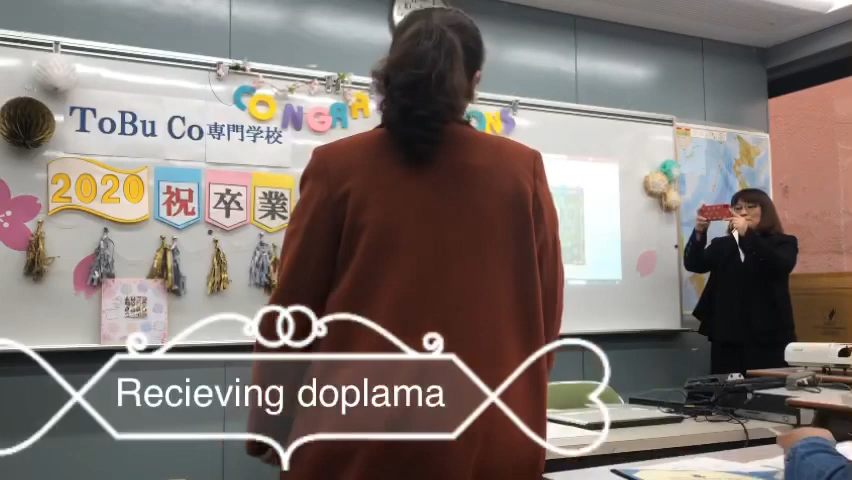 CONGRA ONS
ToBu Co専門学校
2020 祝卒業
Recieving doplama